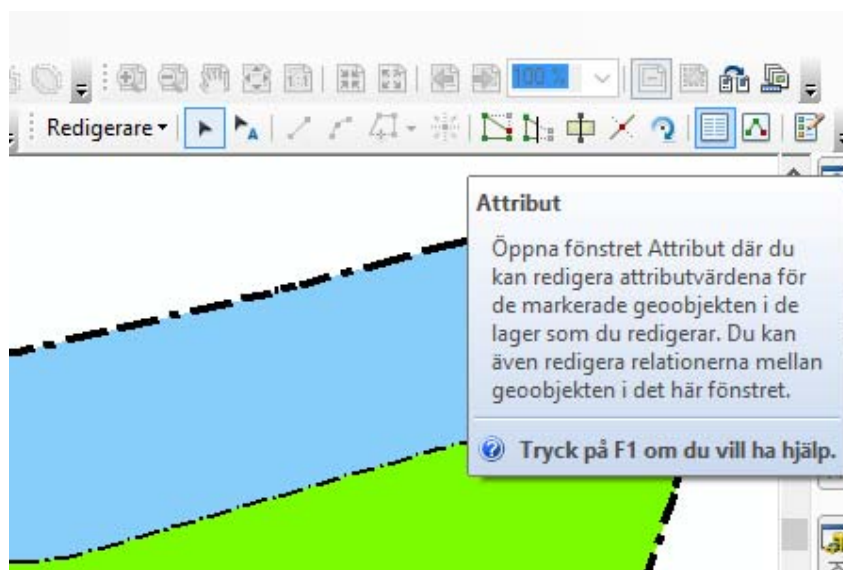 100 %
Redigerare
Attribut
Öppna fönstret Attribut där du
kan redigera attributvärdena för
de markerade geoobjekten i de
lager som du redigerar. Du kan
även redigera relationerna mellan
geoobjekten i det här fönstret.
Tryck på F1 om du vill ha hjälp.